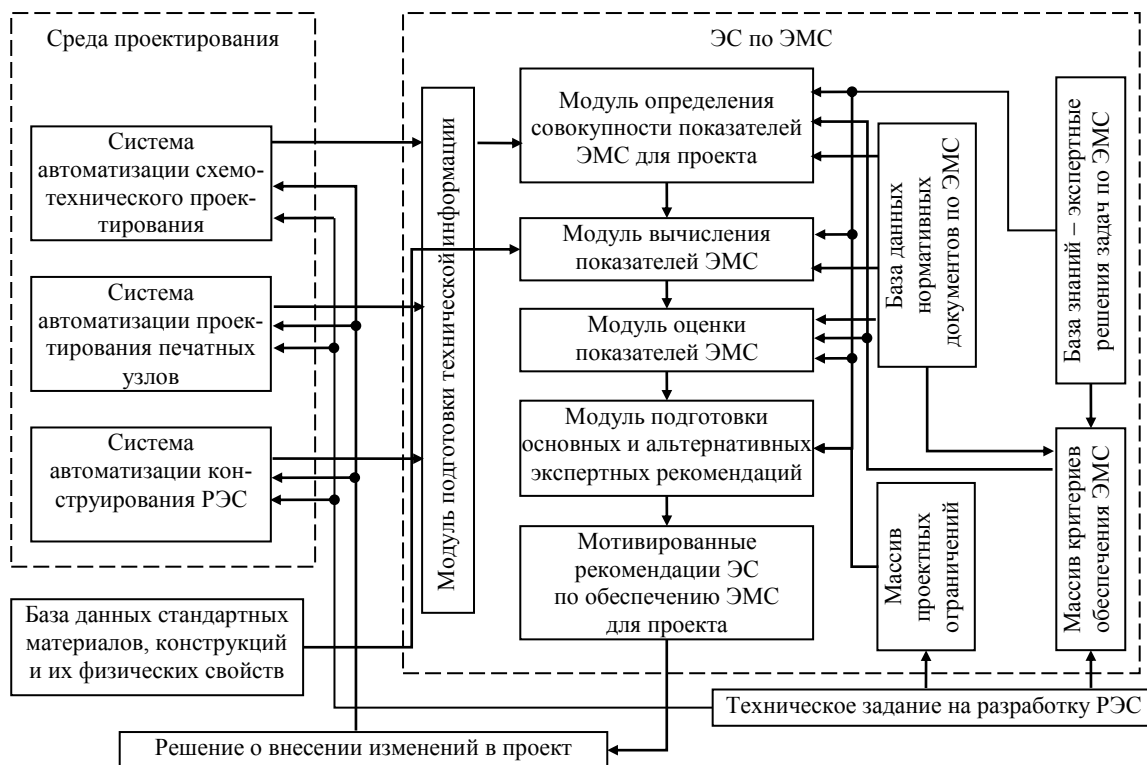 Среда проектирования
ЭС по ЭМС
Система
автоматизации схемо-
технического проек-
тирования
Система
автоматизации проек-
тирования печатных
узлов
Система
автоматизации кон-
струирования РЭС
База данных стандартных
материалов, конструкций
и их физических свойств
Модуль подготовки технической информации
Модуль определения
совокупности показателей
ЭМС для проекта
Модуль вычисления
показателей ЭМС
Модуль оценки
показателей ЭМС
Модуль подготовки
основных и альтернативных
экспертных рекомендаций
Мотивированные
рекомендации ЭС
по обеспечению ЭМС
для проекта
База данных
нормативных
документов по ЭМС
База знаний – экспертные
решения задач по ЭМС
Массив
проектных
ограничений
Массив критериев
обеспечения ЭМС
Техническое задание на разработку РЭС
Решение о внесении изменений в проект